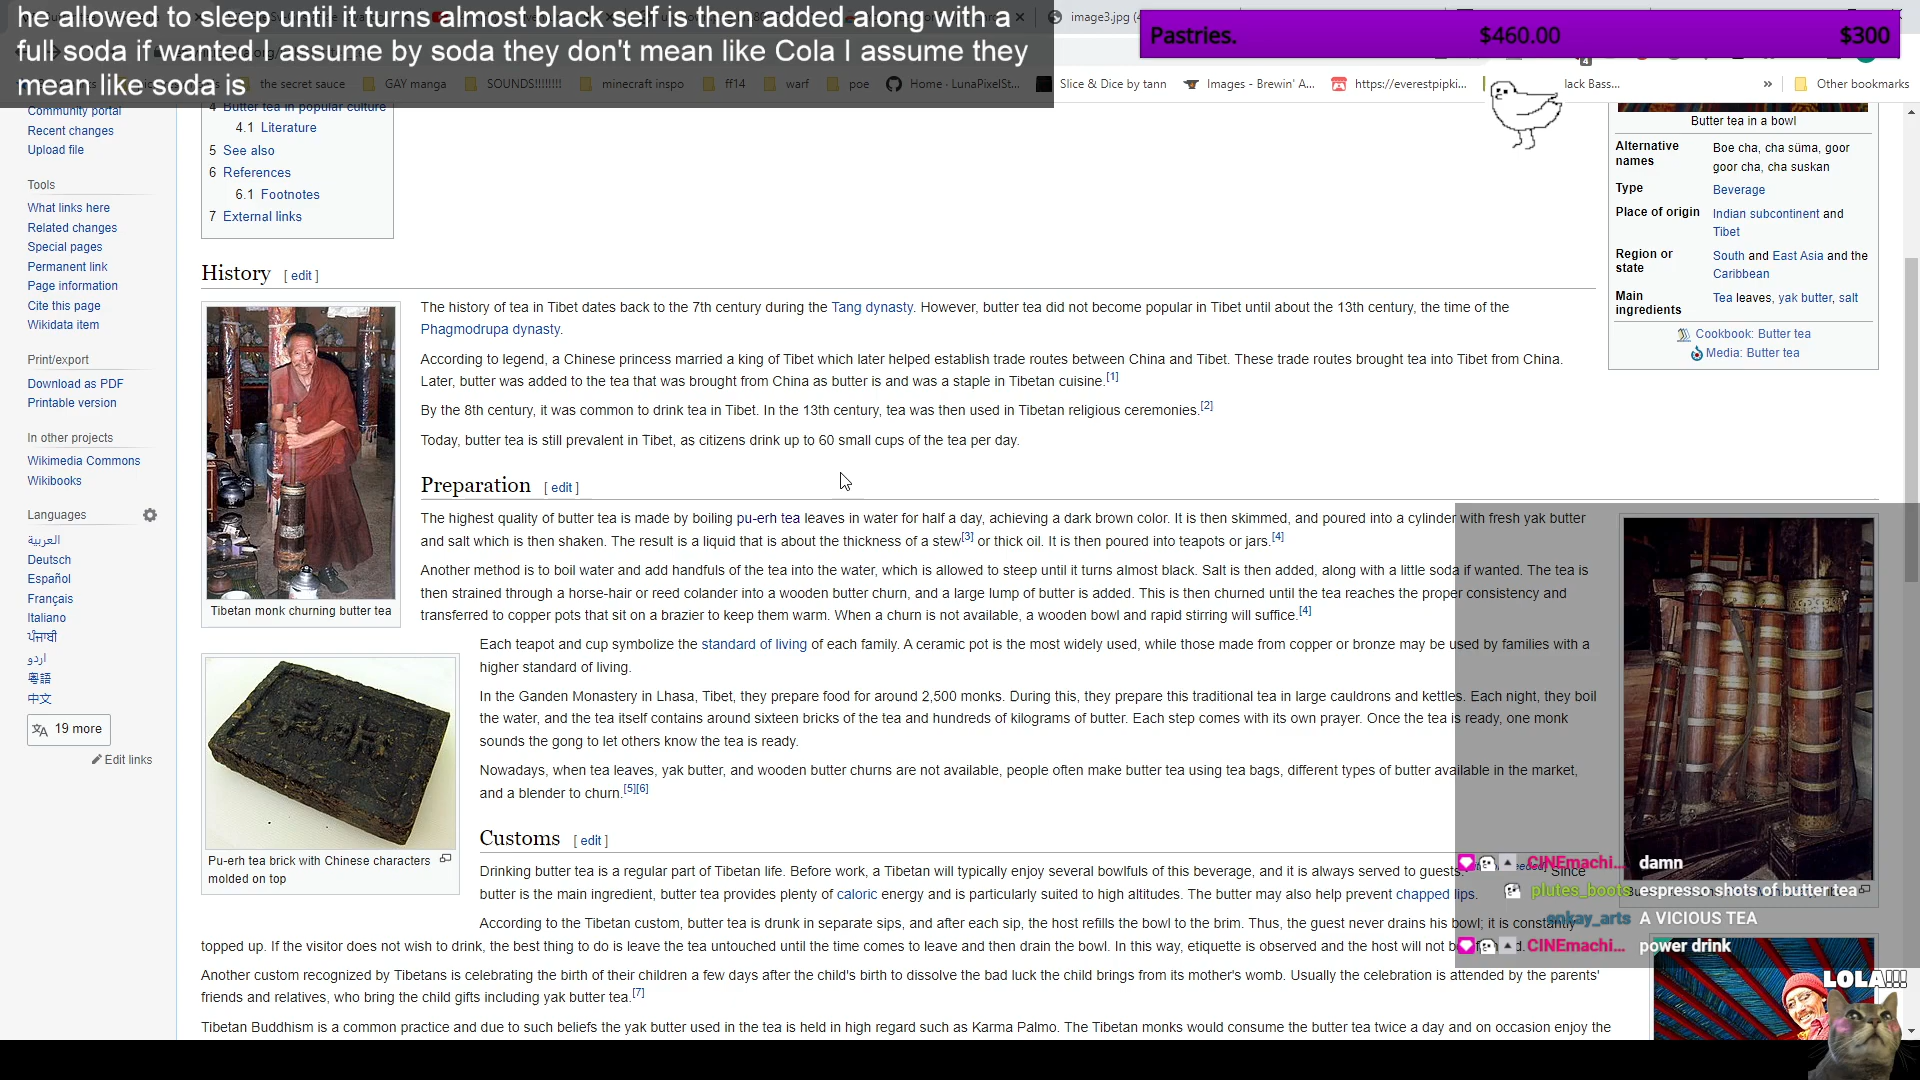 he allowed to sleep until it turns almost black self is then added along with a
full soda if wanted I assume by soda they don't mean like Cola I assume they
mean like soda is
image3.jpg (4
Pastries. $460.00 $300
the secret sauce GAY manga SOUNDS!!!!!!!! minecraft inspo ff14 warf poe Home · LunaPixelSt... Slice & Dice by tann Images - Brewin' A... https://everestpipki... lack Bass... » Other bookmarks
Community portal
Recent changes
Upload file
Tools
What links here
Related changes
Special pages
Permanent link
Page information
Cite this page
Wikidata item
Print/export
Download as PDF
Printable version
In other projects
Wikimedia Commons
Wikibooks
Languages
العربية
Deutsch
Español
Français
Italiano
ਪੰਜਾਬੀ
اردو
粵語
中文
19 more
Edit links
4 Butter tea in popular culture
4.1 Literature
5 See also
6 References
6.1 Footnotes
7 External links
Butter tea in a bowl
Alternative names Boe cha, cha süma, goor goor cha, cha suskan
Type Beverage
Place of origin Indian subcontinent and Tibet
Region or state South and East Asia and the Caribbean
Main ingredients Tea leaves, yak butter, salt
Cookbook: Butter tea
Media: Butter tea
History [ edit ]
Tibetan monk churning butter tea
The history of tea in Tibet dates back to the 7th century during the Tang dynasty. However, butter tea did not become popular in Tibet until about the 13th century, the time of the
Phagmodrupa dynasty.
According to legend, a Chinese princess married a king of Tibet which later helped establish trade routes between China and Tibet. These trade routes brought tea into Tibet from China.
Later, butter was added to the tea that was brought from China as butter is and was a staple in Tibetan cuisine.[1]
By the 8th century, it was common to drink tea in Tibet. In the 13th century, tea was then used in Tibetan religious ceremonies.[2]
Today, butter tea is still prevalent in Tibet, as citizens drink up to 60 small cups of the tea per day.
Preparation [ edit ]
The highest quality of butter tea is made by boiling pu-erh tea leaves in water for half a day, achieving a dark brown color. It is then skimmed, and poured into a cylinder with fresh yak butter
and salt which is then shaken. The result is a liquid that is about the thickness of a stew[3] or thick oil. It is then poured into teapots or jars.[4]
Another method is to boil water and add handfuls of the tea into the water, which is allowed to steep until it turns almost black. Salt is then added, along with a little soda if wanted. The tea is
then strained through a horse-hair or reed colander into a wooden butter churn, and a large lump of butter is added. This is then churned until the tea reaches the proper consistency and
transferred to copper pots that sit on a brazier to keep them warm. When a churn is not available, a wooden bowl and rapid stirring will suffice.[4]
Each teapot and cup symbolize the standard of living of each family. A ceramic pot is the most widely used, while those made from copper or bronze may be used by families with a
higher standard of living.
In the Ganden Monastery in Lhasa, Tibet, they prepare food for around 2,500 monks. During this, they prepare this traditional tea in large cauldrons and kettles. Each night, they boil
the water, and the tea itself contains around sixteen bricks of the tea and hundreds of kilograms of butter. Each step comes with its own prayer. Once the tea is ready, one monk
sounds the gong to let others know the tea is ready.
Nowadays, when tea leaves, yak butter, and wooden butter churns are not available, people often make butter tea using tea bags, different types of butter available in the market,
and a blender to churn.[5][6]
Pu-erh tea brick with Chinese characters
molded on top
Customs [ edit ]
Drinking butter tea is a regular part of Tibetan life. Before work, a Tibetan will typically enjoy several bowlfuls of this beverage, and it is always served to guests. Since
butter is the main ingredient, butter tea provides plenty of caloric energy and is particularly suited to high altitudes. The butter may also help prevent chapped lips.
According to the Tibetan custom, butter tea is drunk in separate sips, and after each sip, the host refills the bowl to the brim. Thus, the guest never drains his bowl; it is constantly
topped up. If the visitor does not wish to drink, the best thing to do is leave the tea untouched until the time comes to leave and then drain the bowl. In this way, etiquette is observed and the host will not
Another custom recognized by Tibetans is celebrating the birth of their children a few days after the child's birth to dissolve the bad luck the child brings from its mother's womb. Usually the celebration is attended by the parents'
friends and relatives, who bring the child gifts including yak butter tea.[7]
Tibetan Buddhism is a common practice and due to such beliefs the yak butter used in the tea is held in high regard such as Karma Palmo. The Tibetan monks would consume the butter tea twice a day and on occasion enjoy the
CINEmachi... damn
plutes_boots espresso shots of butter tea
enkay_arts A VICIOUS TEA
CINEmachi... power drink
LOLA!!!